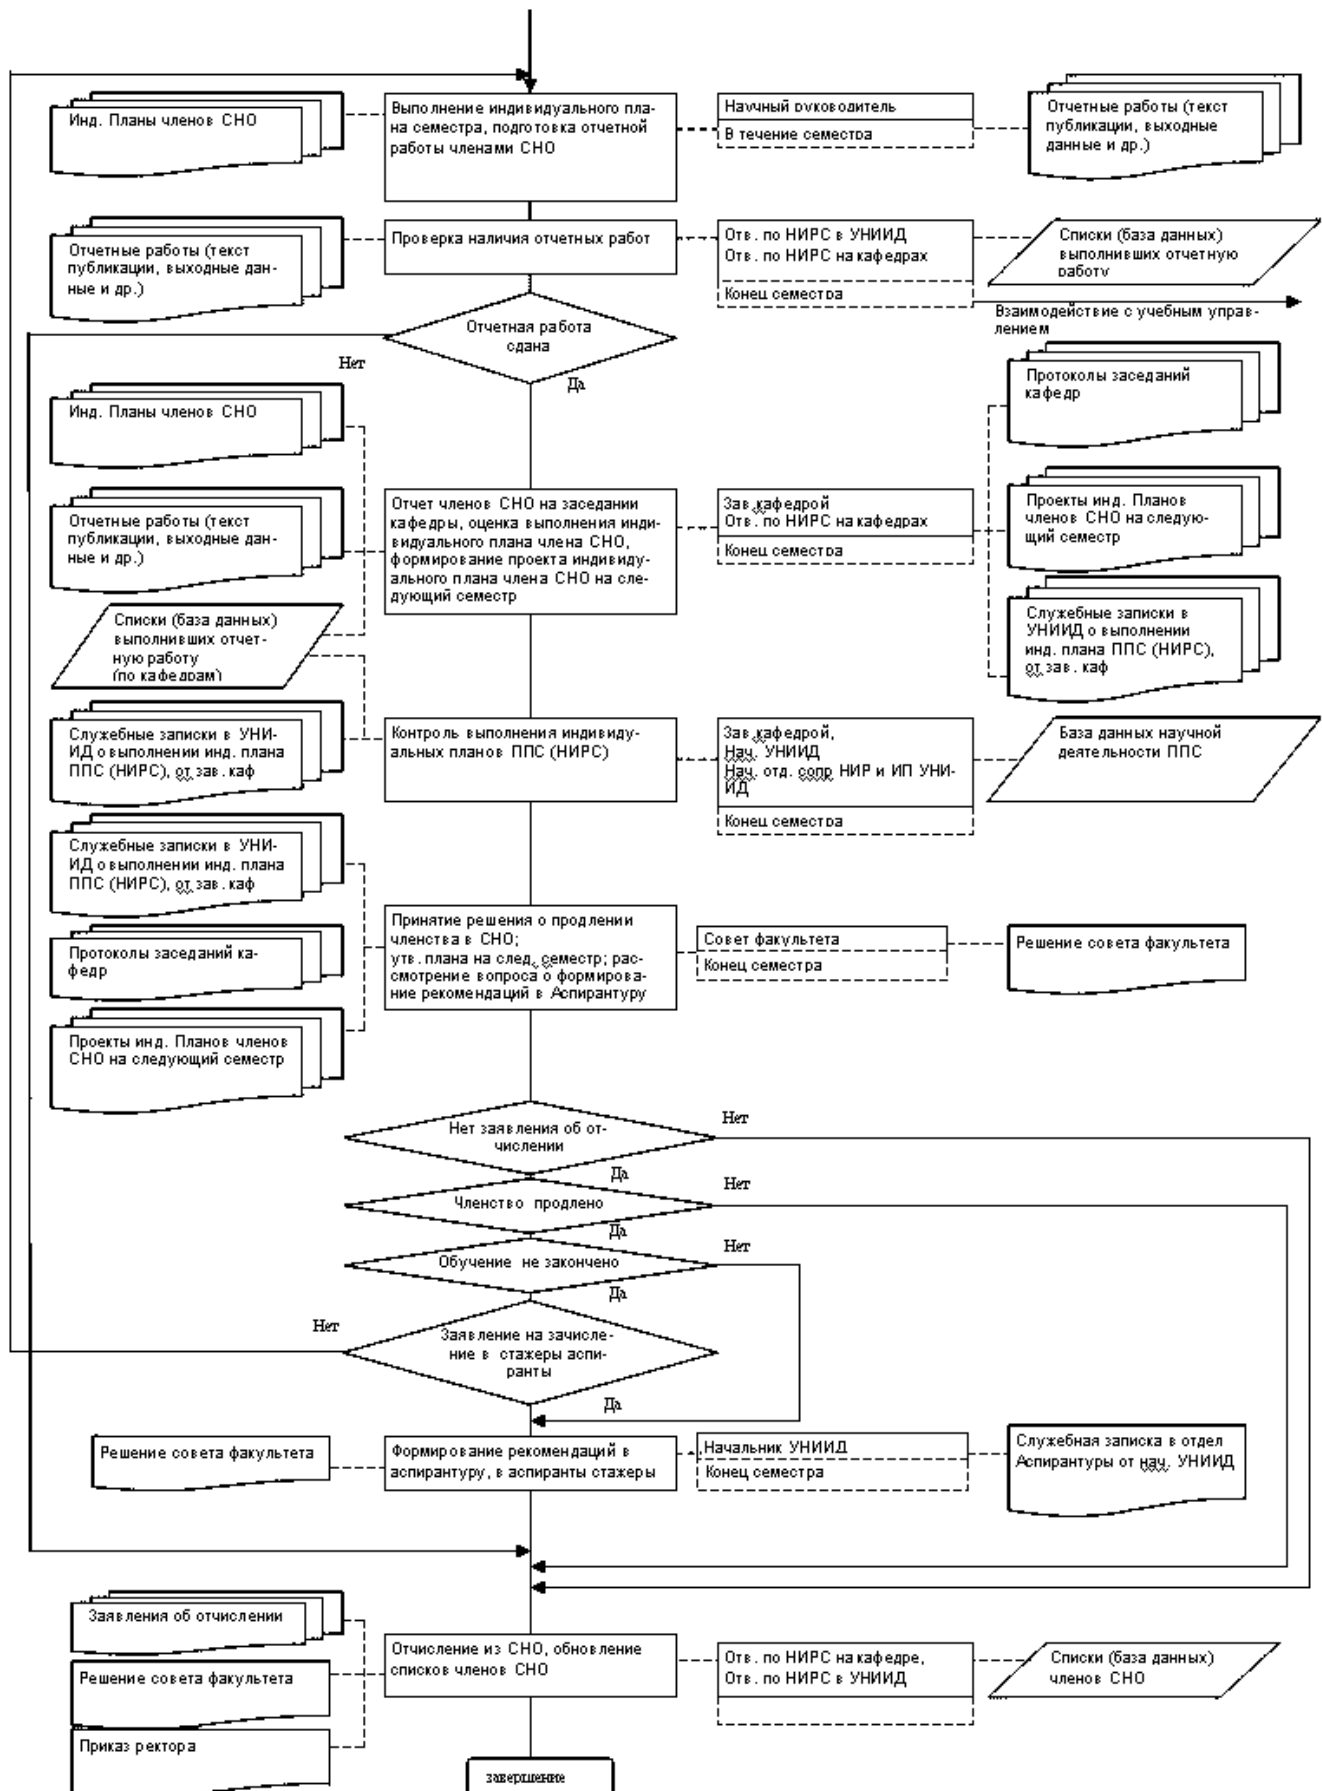 Инд. Планы членов СНО
Выполнение индивидуального пла-
на семестра, подготовка отчетной
работы членами СНО
Научный руководитель
В течение семестра
Отчетные работы (текст
публикации, выходные
данные и др.)
Отчетные работы (текст
публикации, выходные дан-
ные и др.)
Проверка наличия отчетных работ
Отв. по НИРС в УНИИД
Отв. по НИРС на кафедрах
Конец семестра
Списки (база данных)
выполнивших отчетную
работу
Взаимодействие с учебным управ-
лением
Отчетная работа
сдана
Нет
Да
Инд. Планы членов СНО
Протоколы заседаний
кафедр
Отчетные работы (текст
публикации, выходные дан-
ные и др.)
Отчет членов СНО на заседании
кафедры, оценка выполнения инди-
видуального плана члена СНО,
формирование проекта индивиду-
ального плана члена СНО на сле-
дующий семестр
Зав.кафедрой
Отв. по НИРС на кафедрах
Конец семестра
Проекты инд. Планов
членов СНО на следую-
щий семестр
Списки (база данных)
выполнивших отчет-
ную работу
(по кафедрам)
Служебные записки в
УНИИД о выполнении
инд. плана ППС (НИРС),
от зав. каф
Служебные записки в УНИ-
ИД о выполнении инд. плана
ППС (НИРС), от зав. каф
Контроль выполнения индивиду-
альных планов ППС (НИРС)
Зав.кафедрой,
Нач. УНИИД
Нач. отд. сопр НИР и ИП УНИ-
ИД
Конец семестра
База данных научной
деятельности ППС
Служебные записки в УНИ-
ИД о выполнении инд. плана
ППС (НИРС), от зав. каф
Протоколы заседаний ка-
федр
Проекты инд. Планов членов
СНО на следующий семестр
Принятие решения о продлении
членства в СНО;
утв. плана на след. семестр; рас-
смотрение вопроса о формирова-
ние рекомендаций в Аспирантуру
Совет факультета
Конец семестра
Решение совета факультета
Нет заявления об от-
числении
Нет
Да
Членство продлено
Нет
Да
Обучение не закончено
Нет
Да
Заявление на зачисле-
ние в стажеры аспи-
ранты
Нет
Да
Решение совета факультета
Формирование рекомендаций в
аспирантуру, в аспиранты стажеры
Начальник УНИИД
Конец семестра
Служебная записка в отдел
Аспирантуры от нач. УНИИД
Заявления об отчислении
Решение совета факультета
Приказ ректора
Отчисление из СНО, обновление
списков членов СНО
Отв. по НИРС на кафедре,
Отв. по НИРС в УНИИД
Списки (база данных)
членов СНО
завершение